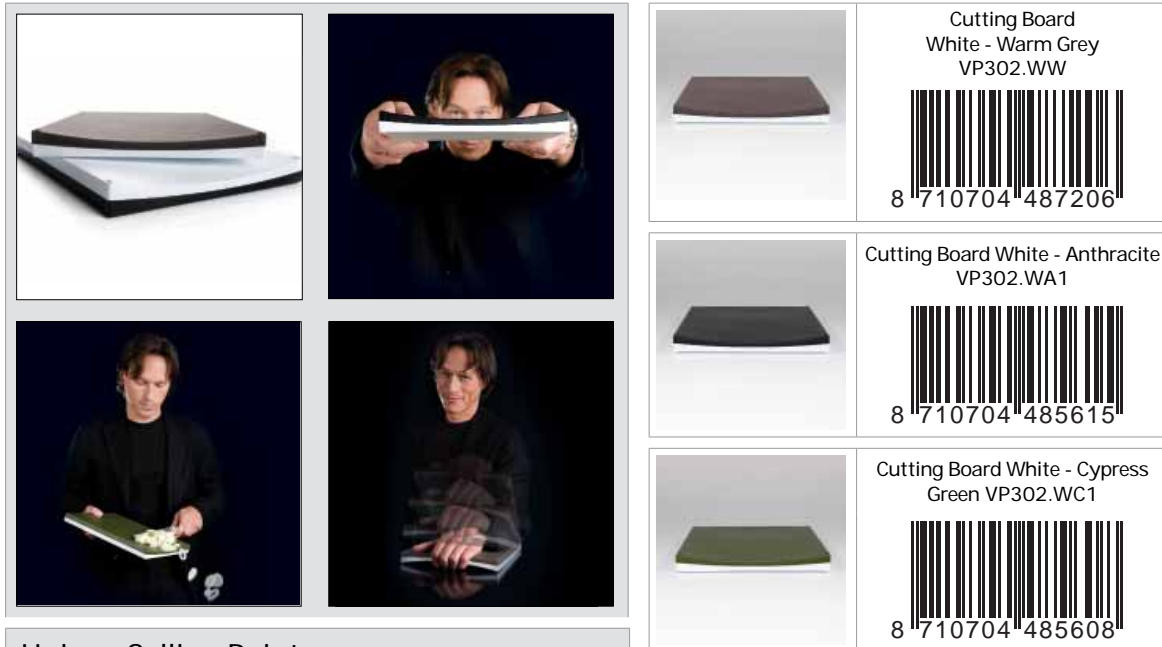 Cutting Board
White - Warm Grey
VP302.WW
8 710704 487206
Cutting Board White - Anthracite
VP302.WA1
8 710704 485615
Cutting Board White - Cypress
Green VP302.WC1
8 710704 485608